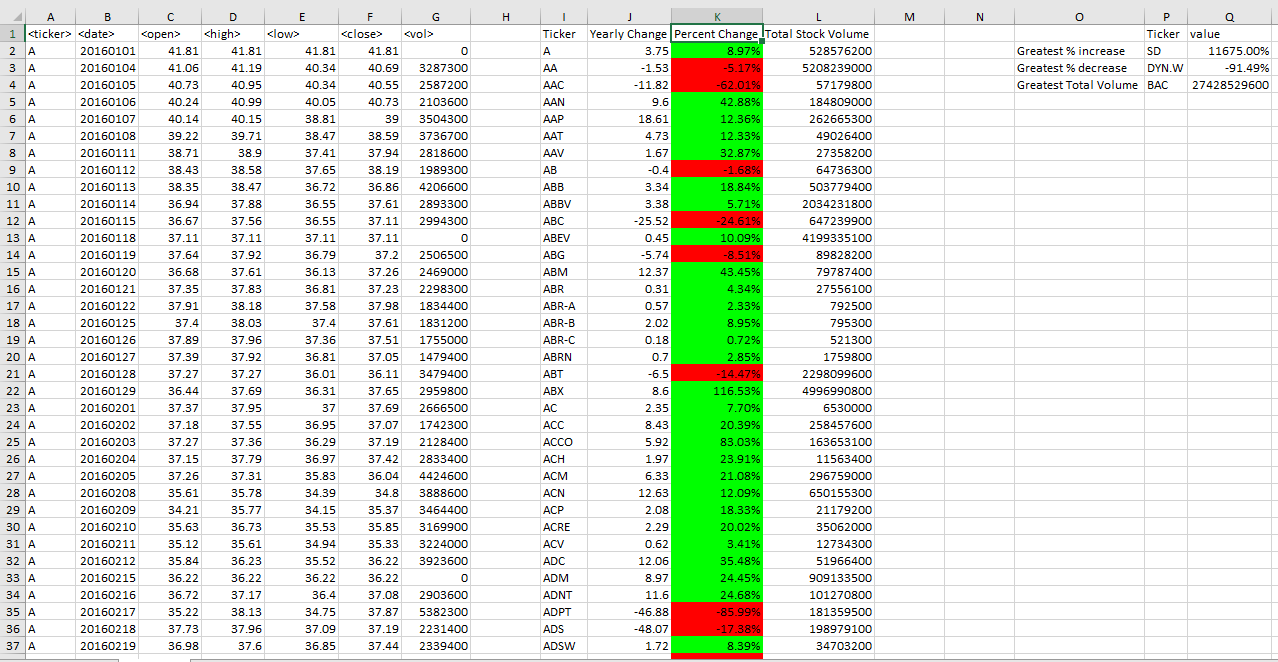 A B C D E F G H I J K L M N O P Q
1 <ticker> <date> <open> <high> <low> <close> <vol> Ticker Yearly Change Percent Change Total Stock Volume Ticker value
2 A 20160101 41.81 41.81 41.81 41.81 0 A 3.75 8.97% 528576200 Greatest % increase SD 11675.00%
3 A 20160104 41.06 41.19 40.34 40.69 3287300 AA -1.53 -5.17% 5208239000 Greatest % decrease DYN.W -91.49%
4 A 20160105 40.73 40.95 40.34 40.55 2587200 AAC -11.82 -62.01% 57179800 Greatest Total Volume BAC 27428529600
5 A 20160106 40.24 40.99 40.05 40.73 2103600 AAN 9.6 42.88% 184809000
6 A 20160107 40.14 40.15 38.81 39 3504300 AAP 18.61 12.36% 262665300
7 A 20160108 39.22 39.71 38.47 38.59 3736700 AAT 4.73 12.33% 49026400
8 A 20160111 38.71 38.9 37.41 37.94 2818600 AAV 1.67 32.87% 27358200
9 A 20160112 38.43 38.58 37.65 38.19 1989300 AB -0.4 -1.68% 64736300
10 A 20160113 38.35 38.47 36.72 36.86 4206600 ABB 3.34 18.84% 503779400
11 A 20160114 36.94 37.88 36.55 37.61 2893300 ABBV 3.38 5.71% 2034231800
12 A 20160115 36.67 37.56 36.55 37.11 2994300 ABC -25.52 -24.61% 647239900
13 A 20160118 37.11 37.11 37.11 37.11 0 ABEV 0.45 10.09% 4199335100
14 A 20160119 37.64 37.92 36.79 37.2 2506500 ABG -5.74 -8.51% 89828200
15 A 20160120 36.68 37.61 36.13 37.26 2469000 ABM 12.37 43.45% 79787400
16 A 20160121 37.35 37.83 36.81 37.23 2298300 ABR 0.31 4.34% 27556100
17 A 20160122 37.91 38.18 37.58 37.98 1834400 ABR-A 0.57 2.33% 792500
18 A 20160125 37.4 38.03 37.4 37.61 1831200 ABR-B 2.02 8.95% 795300
19 A 20160126 37.89 37.96 37.36 37.51 1755000 ABR-C 0.18 0.72% 521300
20 A 20160127 37.39 37.92 36.81 37.05 1479400 ABRN 0.7 2.85% 1759800
21 A 20160128 37.27 37.27 36.01 36.11 3479400 ABT -6.5 -14.47% 2298099600
22 A 20160129 36.44 37.69 36.31 37.65 2959800 ABX 8.6 116.53% 4996990800
23 A 20160201 37.37 37.95 37 37.69 2666500 AC 2.35 7.70% 6530000
24 A 20160202 37.18 37.55 36.95 37.07 1742300 ACC 8.43 20.39% 258457600
25 A 20160203 37.27 37.36 36.29 37.19 2128400 ACCO 5.92 83.03% 163653100
26 A 20160204 37.15 37.79 36.97 37.42 2833400 ACH 1.97 23.91% 11563400
27 A 20160205 37.26 37.31 35.83 36.04 4424600 ACM 6.33 21.08% 296759000
28 A 20160208 35.61 35.78 34.39 34.8 3888600 ACN 12.63 12.09% 650155300
29 A 20160209 34.21 35.77 34.15 35.37 3464400 ACP 2.08 18.33% 21179200
30 A 20160210 35.63 36.73 35.53 35.85 3169900 ACRE 2.29 20.02% 35062000
31 A 20160211 35.12 35.61 34.94 35.33 3224000 ACV 0.62 3.41% 12734300
32 A 20160212 35.84 36.23 35.52 36.22 3923600 ADC 12.06 35.48% 51966400
33 A 20160215 36.22 36.22 36.22 36.22 0 ADM 8.97 24.45% 909133500
34 A 20160216 36.72 37.17 36.4 37.08 2903600 ADNT 11.6 24.68% 101270800
35 A 20160217 35.22 38.13 34.75 37.87 5382300 ADPT -46.88 -85.99% 181359500
36 A 20160218 37.73 37.96 37.09 37.19 2231400 ADS -48.07 -17.38% 198979100
37 A 20160219 36.98 37.6 36.85 37.44 2339400 ADSW 1.72 8.39% 34703200